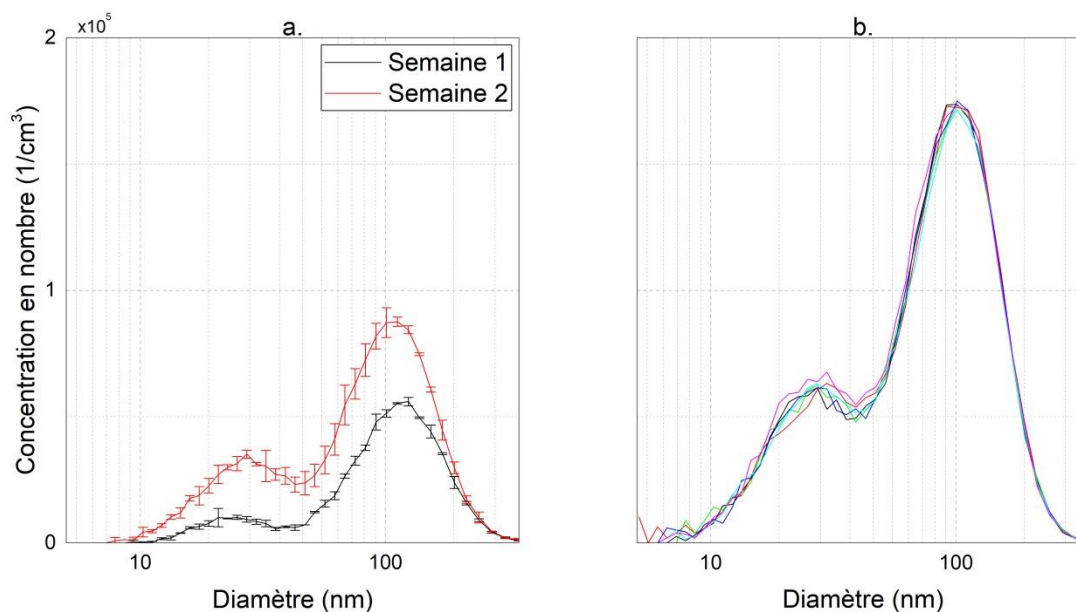 x10⁵
a.
b.
2
1
0
Semaine 1
Semaine 2
Concentration en nombre (1/cm³)
10
100
10
100
Diamètre (nm)
Diamètre (nm)